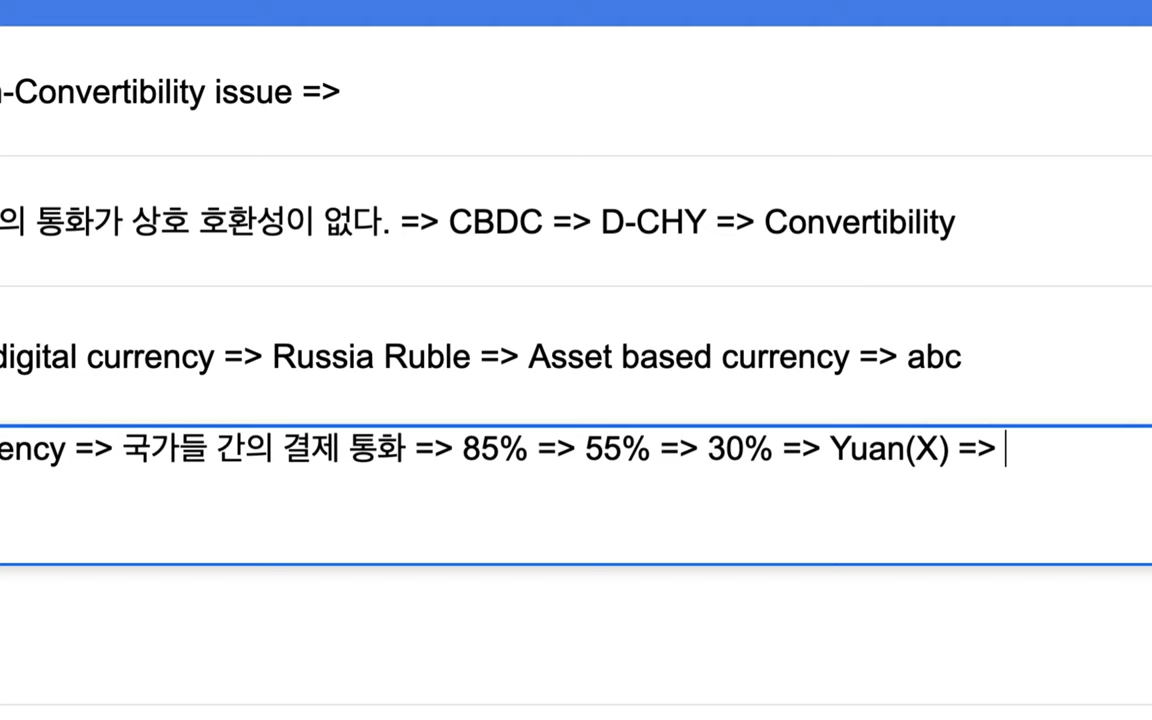 -Convertibility issue =>
의 통화가 상호 호환성이 없다. => CBDC => D-CHY => Convertibility
digital currency => Russia Ruble => Asset based currency => abc
ency => 국가들 간의 결제 통화 => 85% => 55% => 30% => Yuan(X) =>